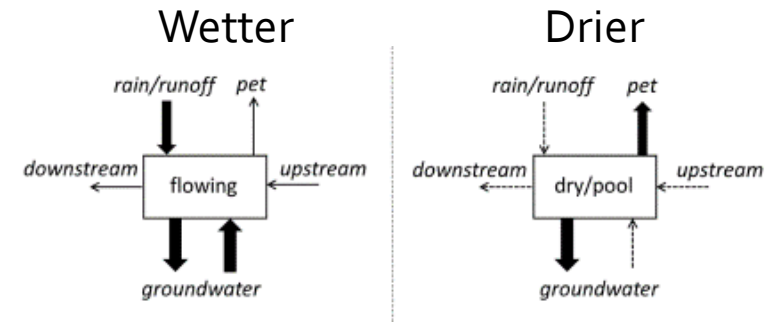 Wetter
rain/runoff pet
downstream
flowing
upstream
groundwater
Drier
rain/runoff pet
downstream
dry/pool
upstream
groundwater